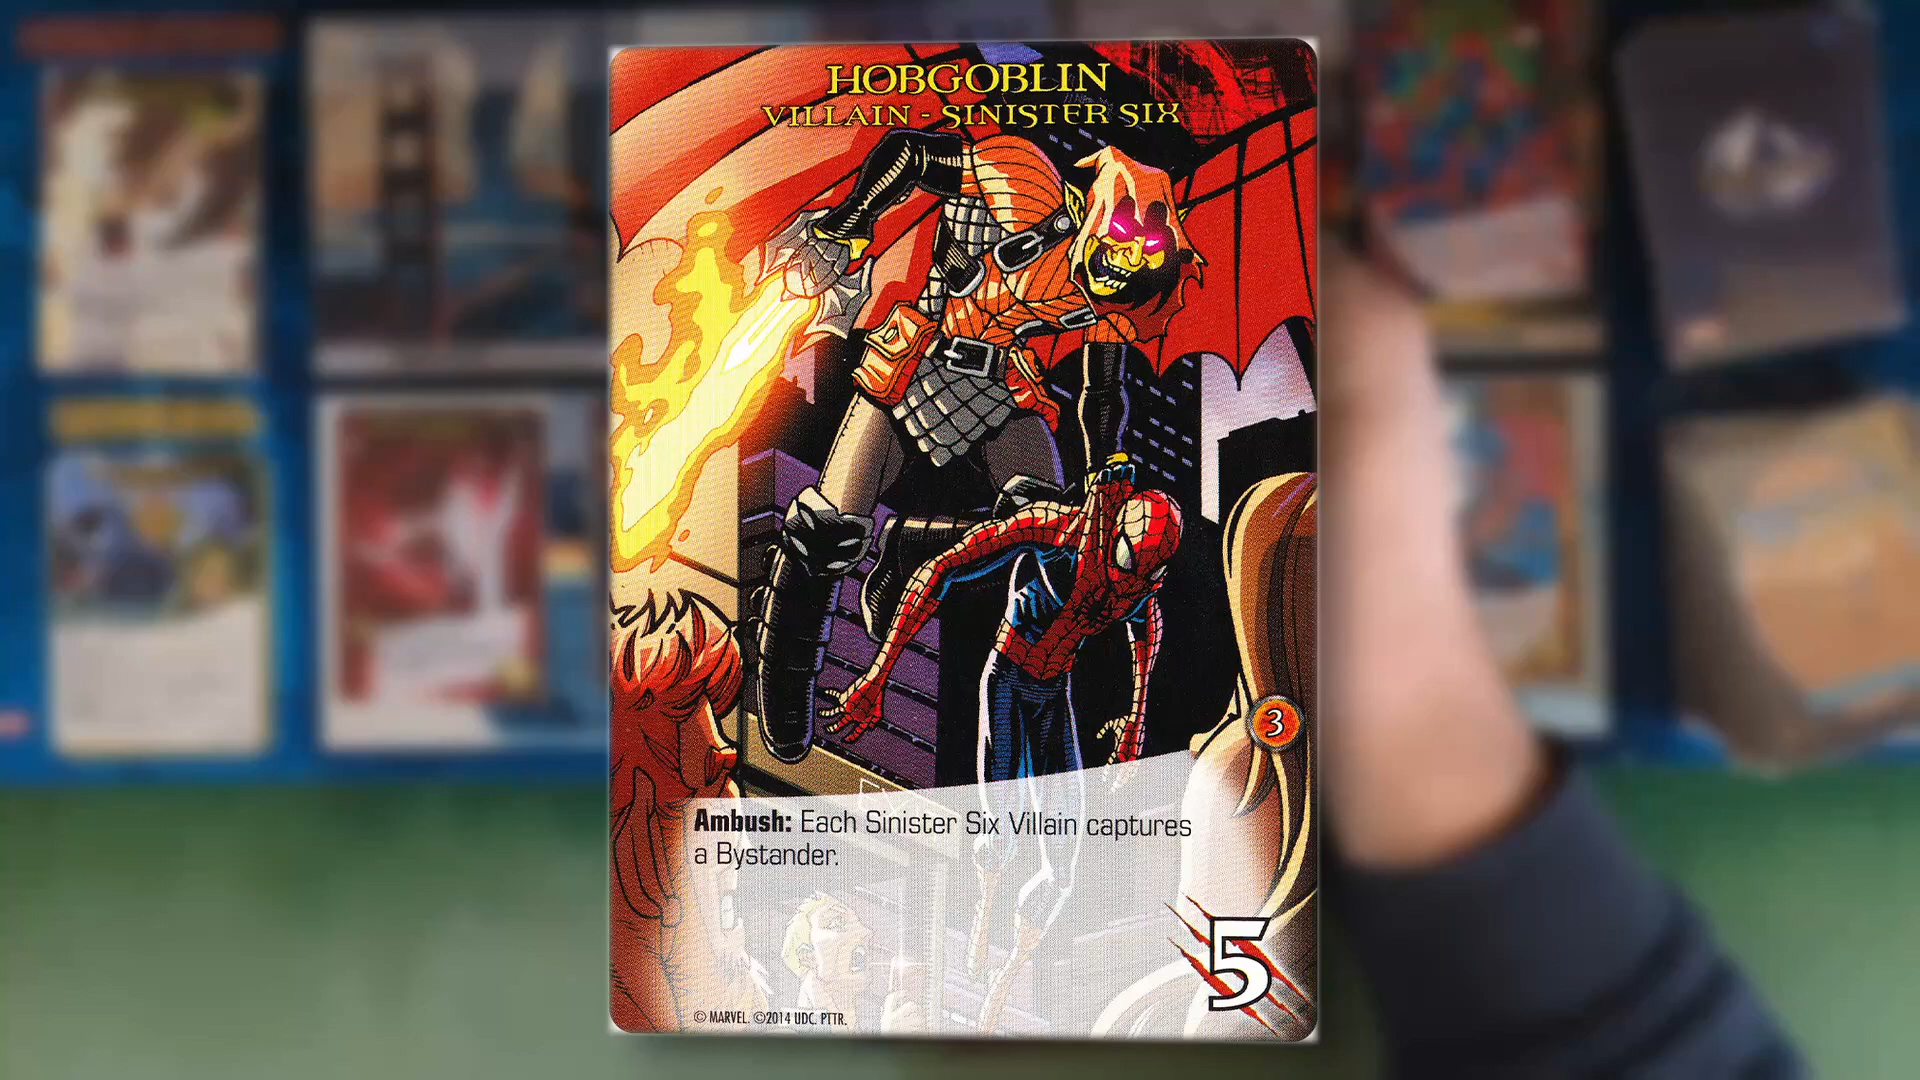 HOBGOBLIN
VILLAIN - SINISTER SIX
3
Ambush: Each Sinister Six Villain captures
a Bystander.
5
© MARVEL. ©2014 UDC. PTTR.